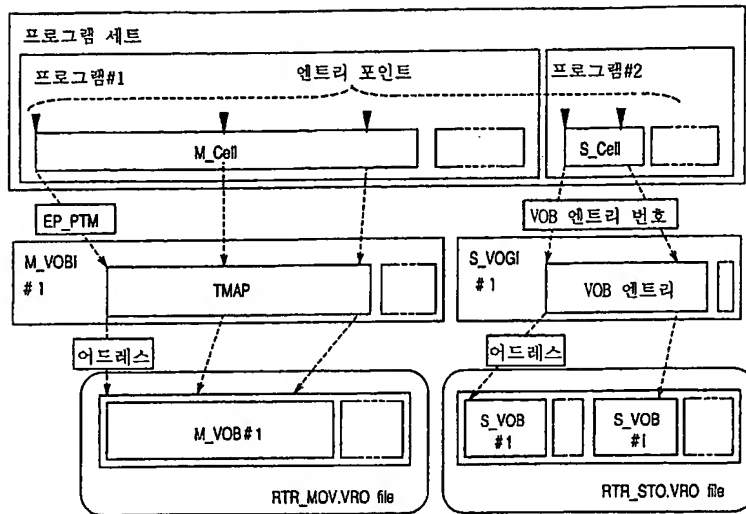 프로그램 세트
프로그램#1
엔트리 포인트
프로그램#2
M_Cell
S_Cell
EP_PTM
VOB 엔트리 번호
M_VOBI
# 1
TMAP
S_VOGI
# 1
VOB 엔트리
어드레스
어드레스
M_VOB#1
S_VOB
#1
S_VOB
#i
RTR_MOV.VRO file
RTR_STO.VRO file